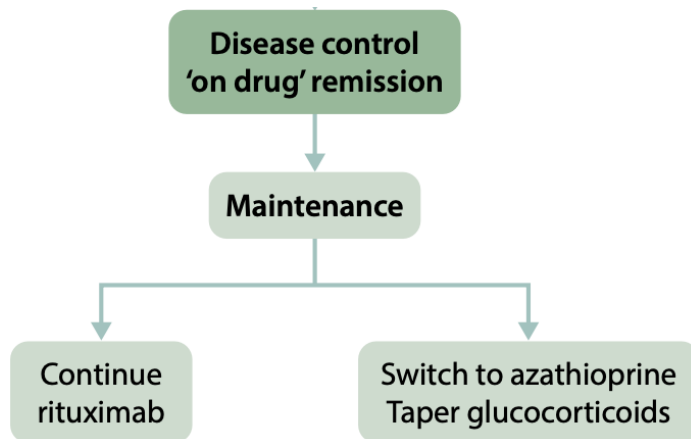 Disease control
‘on drug’ remission
Maintenance
Continue
rituximab
Switch to azathioprine
Taper glucocorticoids